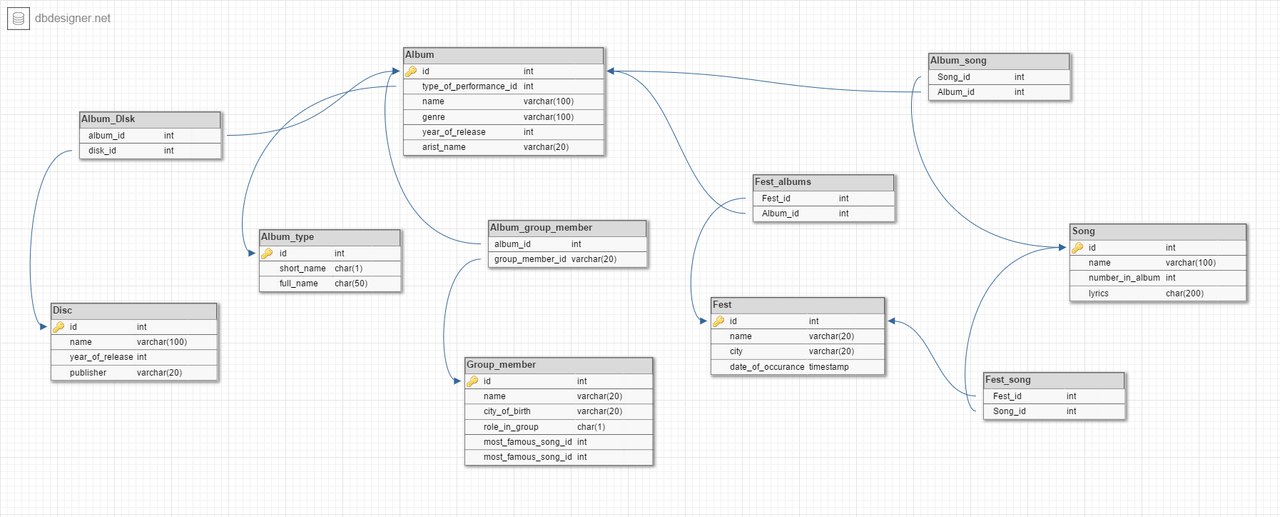 dbdesigner.net
Album
id int
type_of_performance_id int
name varchar(100)
genre varchar(100)
year_of_release int
arist_name varchar(20)
Album_song
Song_id int
Album_id int
Album_DIsk
album_id int
disk_id int
Fest_albums
Fest_id int
Album_id int
Album_type
id int
short_name char(1)
full_name char(50)
Album_group_member
album_id int
group_member_id varchar(20)
Song
id int
name varchar(100)
number_in_album int
lyrics char(200)
Disc
id int
name varchar(100)
year_of_release int
publisher varchar(20)
Fest
id int
name varchar(20)
city varchar(20)
date_of_occurance timestamp
Group_member
id int
name varchar(20)
city_of_birth varchar(20)
role_in_group char(1)
most_famous_song_id int
most_famous_song_id int
Fest_song
Fest_id int
Song_id int